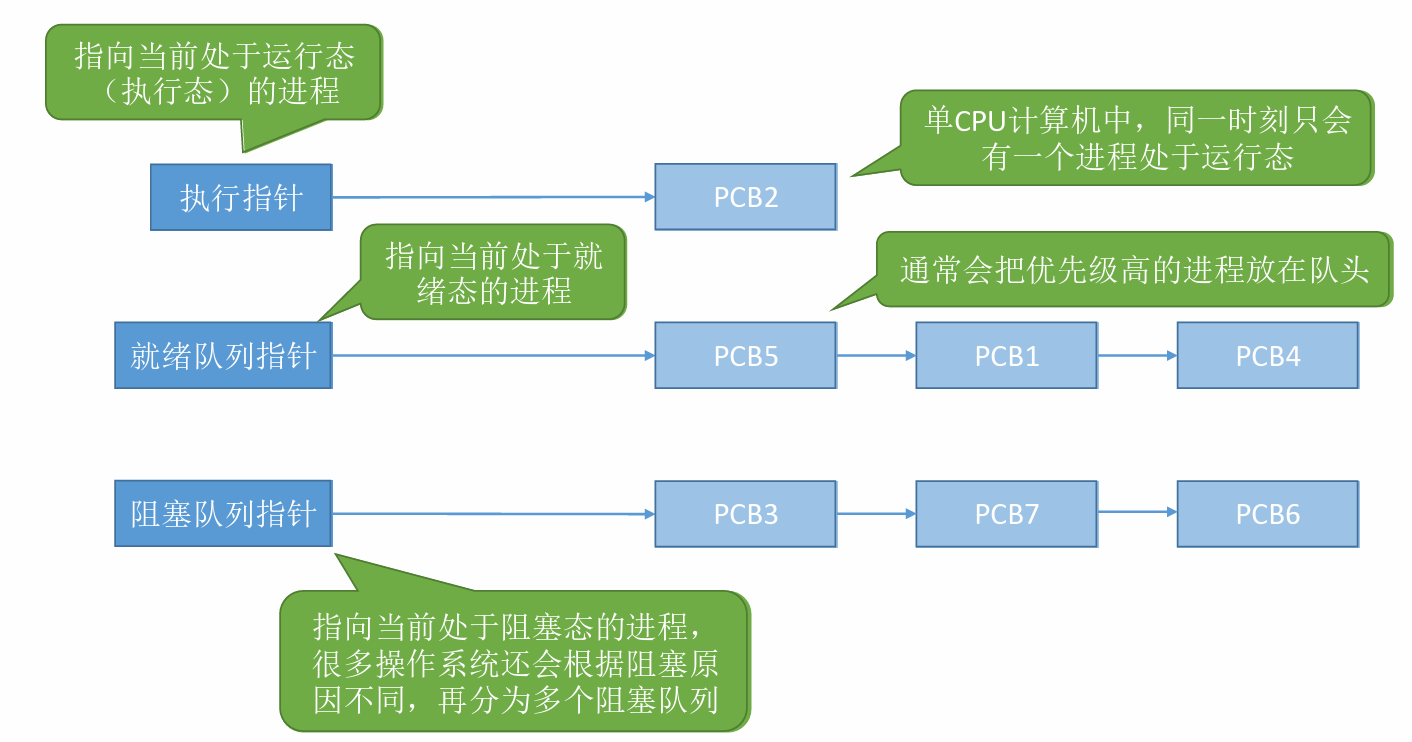 指向当前处于运行态
（执行态）的进程
单CPU计算机中，同一时刻只会
有一个进程处于运行态
执行指针
PCB2
指向当前处于就
绪态的进程
通常会把优先级高的进程放在队头
就绪队列指针
PCB5
PCB1
PCB4
阻塞队列指针
PCB3
PCB7
PCB6
指向当前处于阻塞态的进程，
很多操作系统还会根据阻塞原
因不同，再分为多个阻塞队列